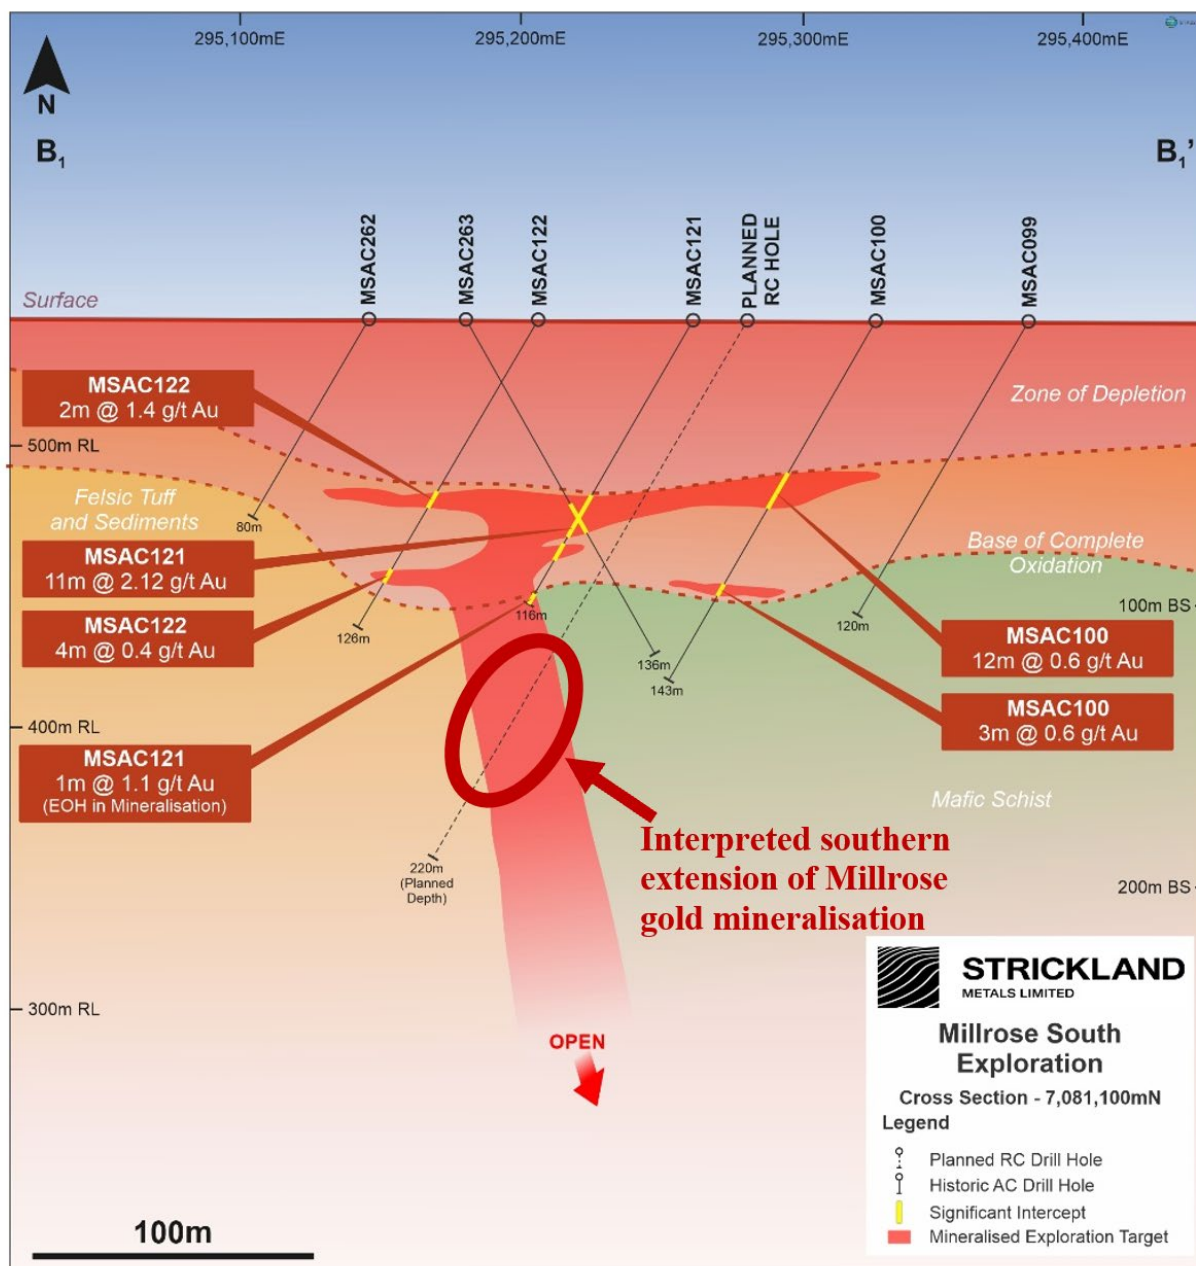 295,100mE
295,200mE
295,300mE
295,400mE
N
B1
B1'
MSAC262
MSAC263
MSAC122
MSAC121
PLANNED
RC HOLE
MSAC100
MSAC099
Surface
Zone of Depletion
MSAC122
2m @ 1.4 g/t Au
500m RL
Felsic Tuff
and Sediments
80m
MSAC121
11m @ 2.12 g/t Au
Base of Complete
Oxidation
100m BS
MSAC122
4m @ 0.4 g/t Au
126m
116m
136m
143m
120m
MSAC100
12m @ 0.6 g/t Au
MSAC100
3m @ 0.6 g/t Au
400m RL
MSAC121
1m @ 1.1 g/t Au
(EOH in Mineralisation)
Mafic Schist
Interpreted southern
extension of Millrose
gold mineralisation
220m
(Planned
Depth)
200m BS
300m RL
OPEN
STRICKLAND
METALS LIMITED
Millrose South
Exploration
Cross Section - 7,081,100mN
Legend
Planned RC Drill Hole
Historic AC Drill Hole
Significant Intercept
Mineralised Exploration Target
100m